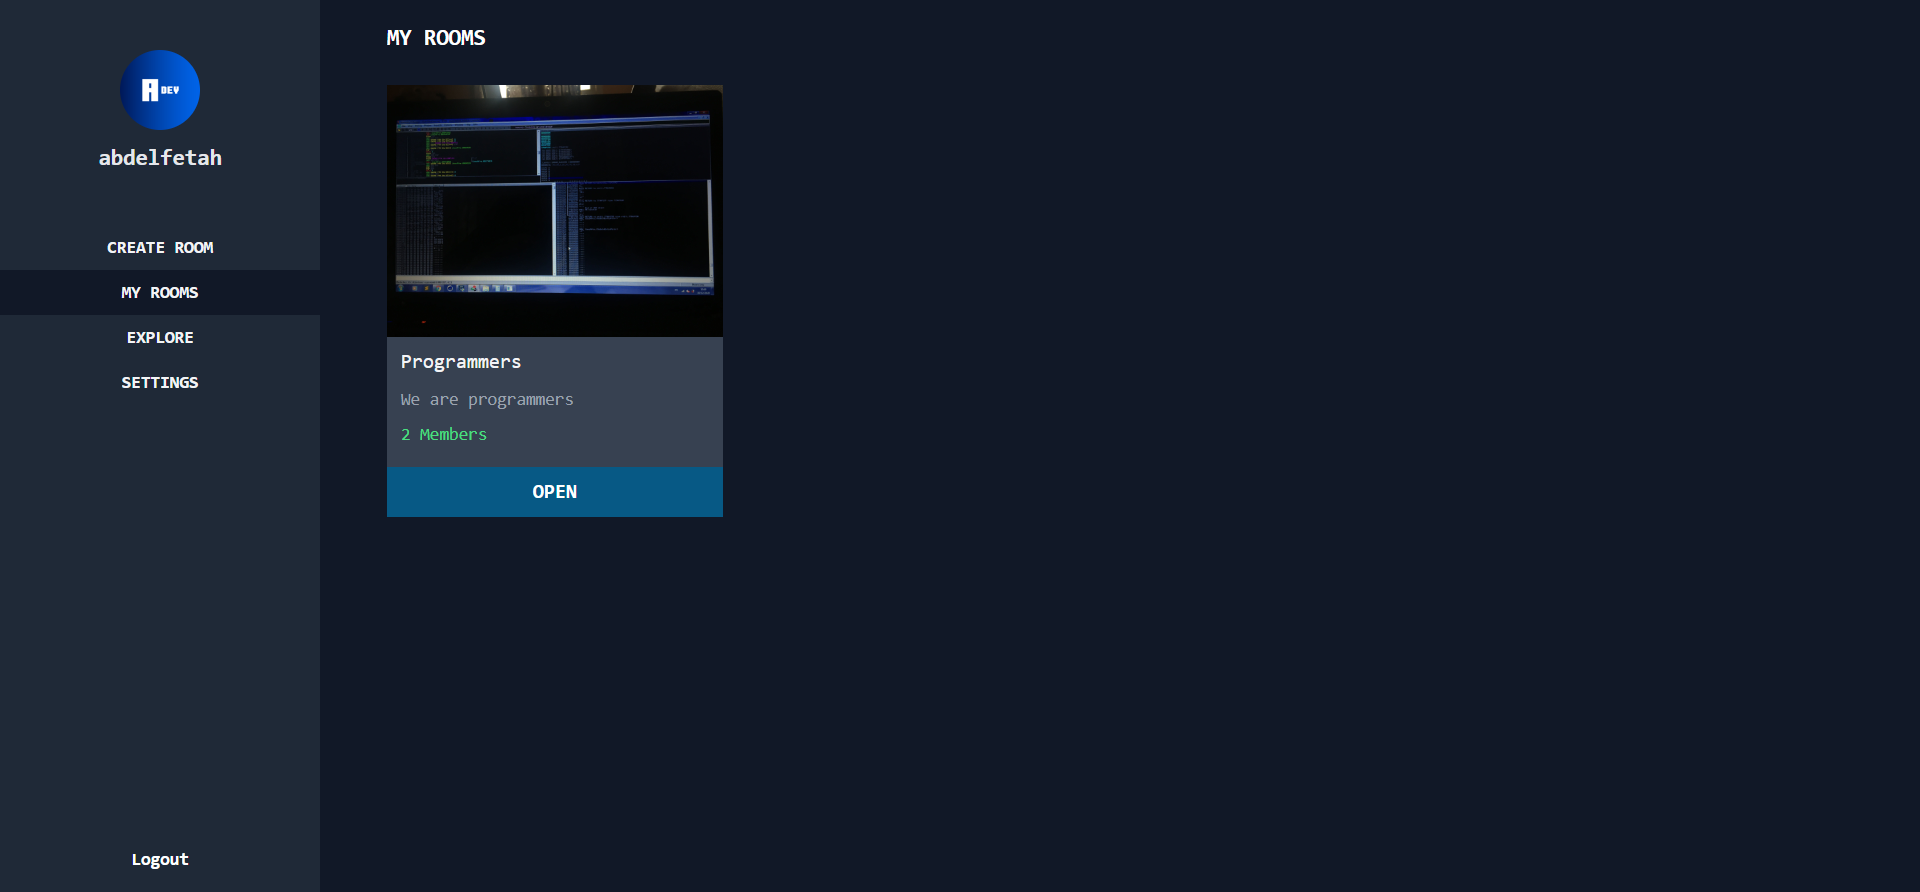 A DEV
abdelfetah
CREATE ROOM
MY ROOMS
EXPLORE
SETTINGS
Logout
MY ROOMS
Programmers
We are programmers
2 Members
OPEN